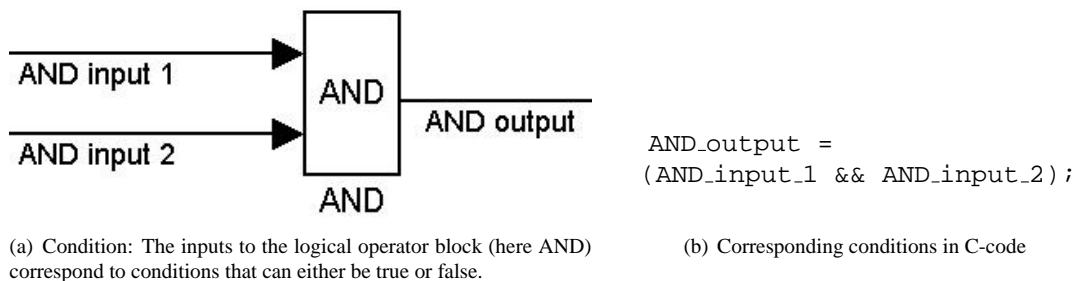 AND input 1
AND
AND output
AND input 2
AND
AND_output =
(AND_input_1 && AND_input_2);
(a) Condition: The inputs to the logical operator block (here AND)
correspond to conditions that can either be true or false.
(b) Corresponding conditions in C-code